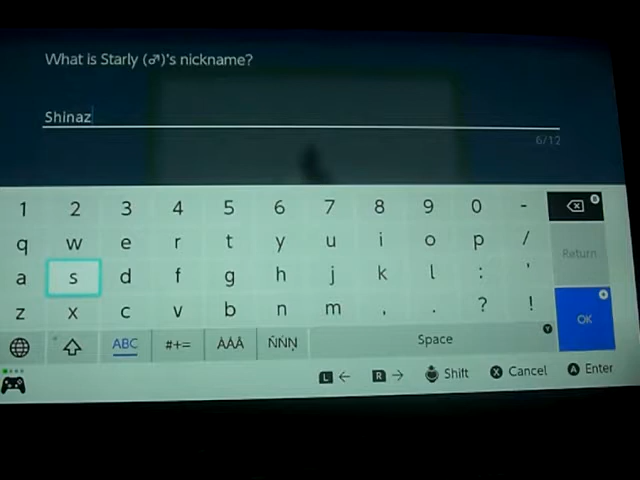 What is Starly (♂)'s nickname?
Shinaz
6/12
1 2 3 4 5 6 7 8 9 0 -
q w e r t y u i o p /
Return
a s d f g h j k l : '
z x c v b n m , . ? !
OK
ABC #+= ÀÁÂ ŃŇŅ Space
L ← R → Shift X Cancel A Enter